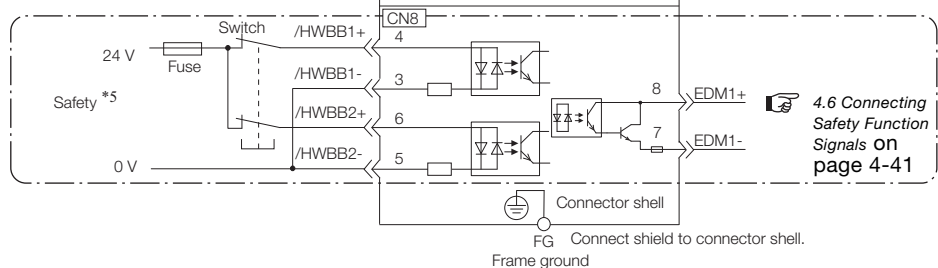 CN8
Switch
24 V
Fuse
Safety *5
0 V
/HWBB1+
4
/HWBB1-
3
/HWBB2+
6
/HWBB2-
5
8
EDM1+
7
EDM1-
4.6 Connecting
Safety Function
Signals on
page 4-41
Connector shell
FG
Connect shield to connector shell.
Frame ground